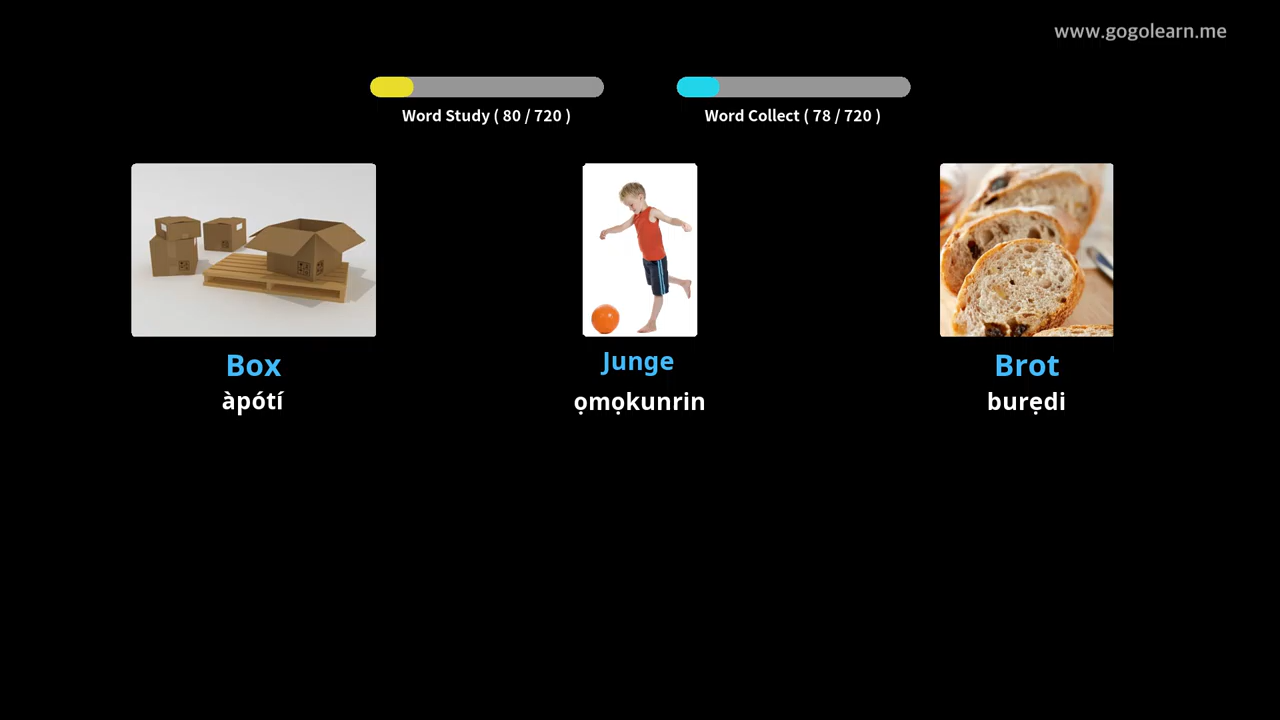 www.gogolearn.me
Word Study ( 80 / 720 )
Word Collect ( 78 / 720 )
Box
àpótí
Junge
ọmọkunrin
Brot
burẹdi